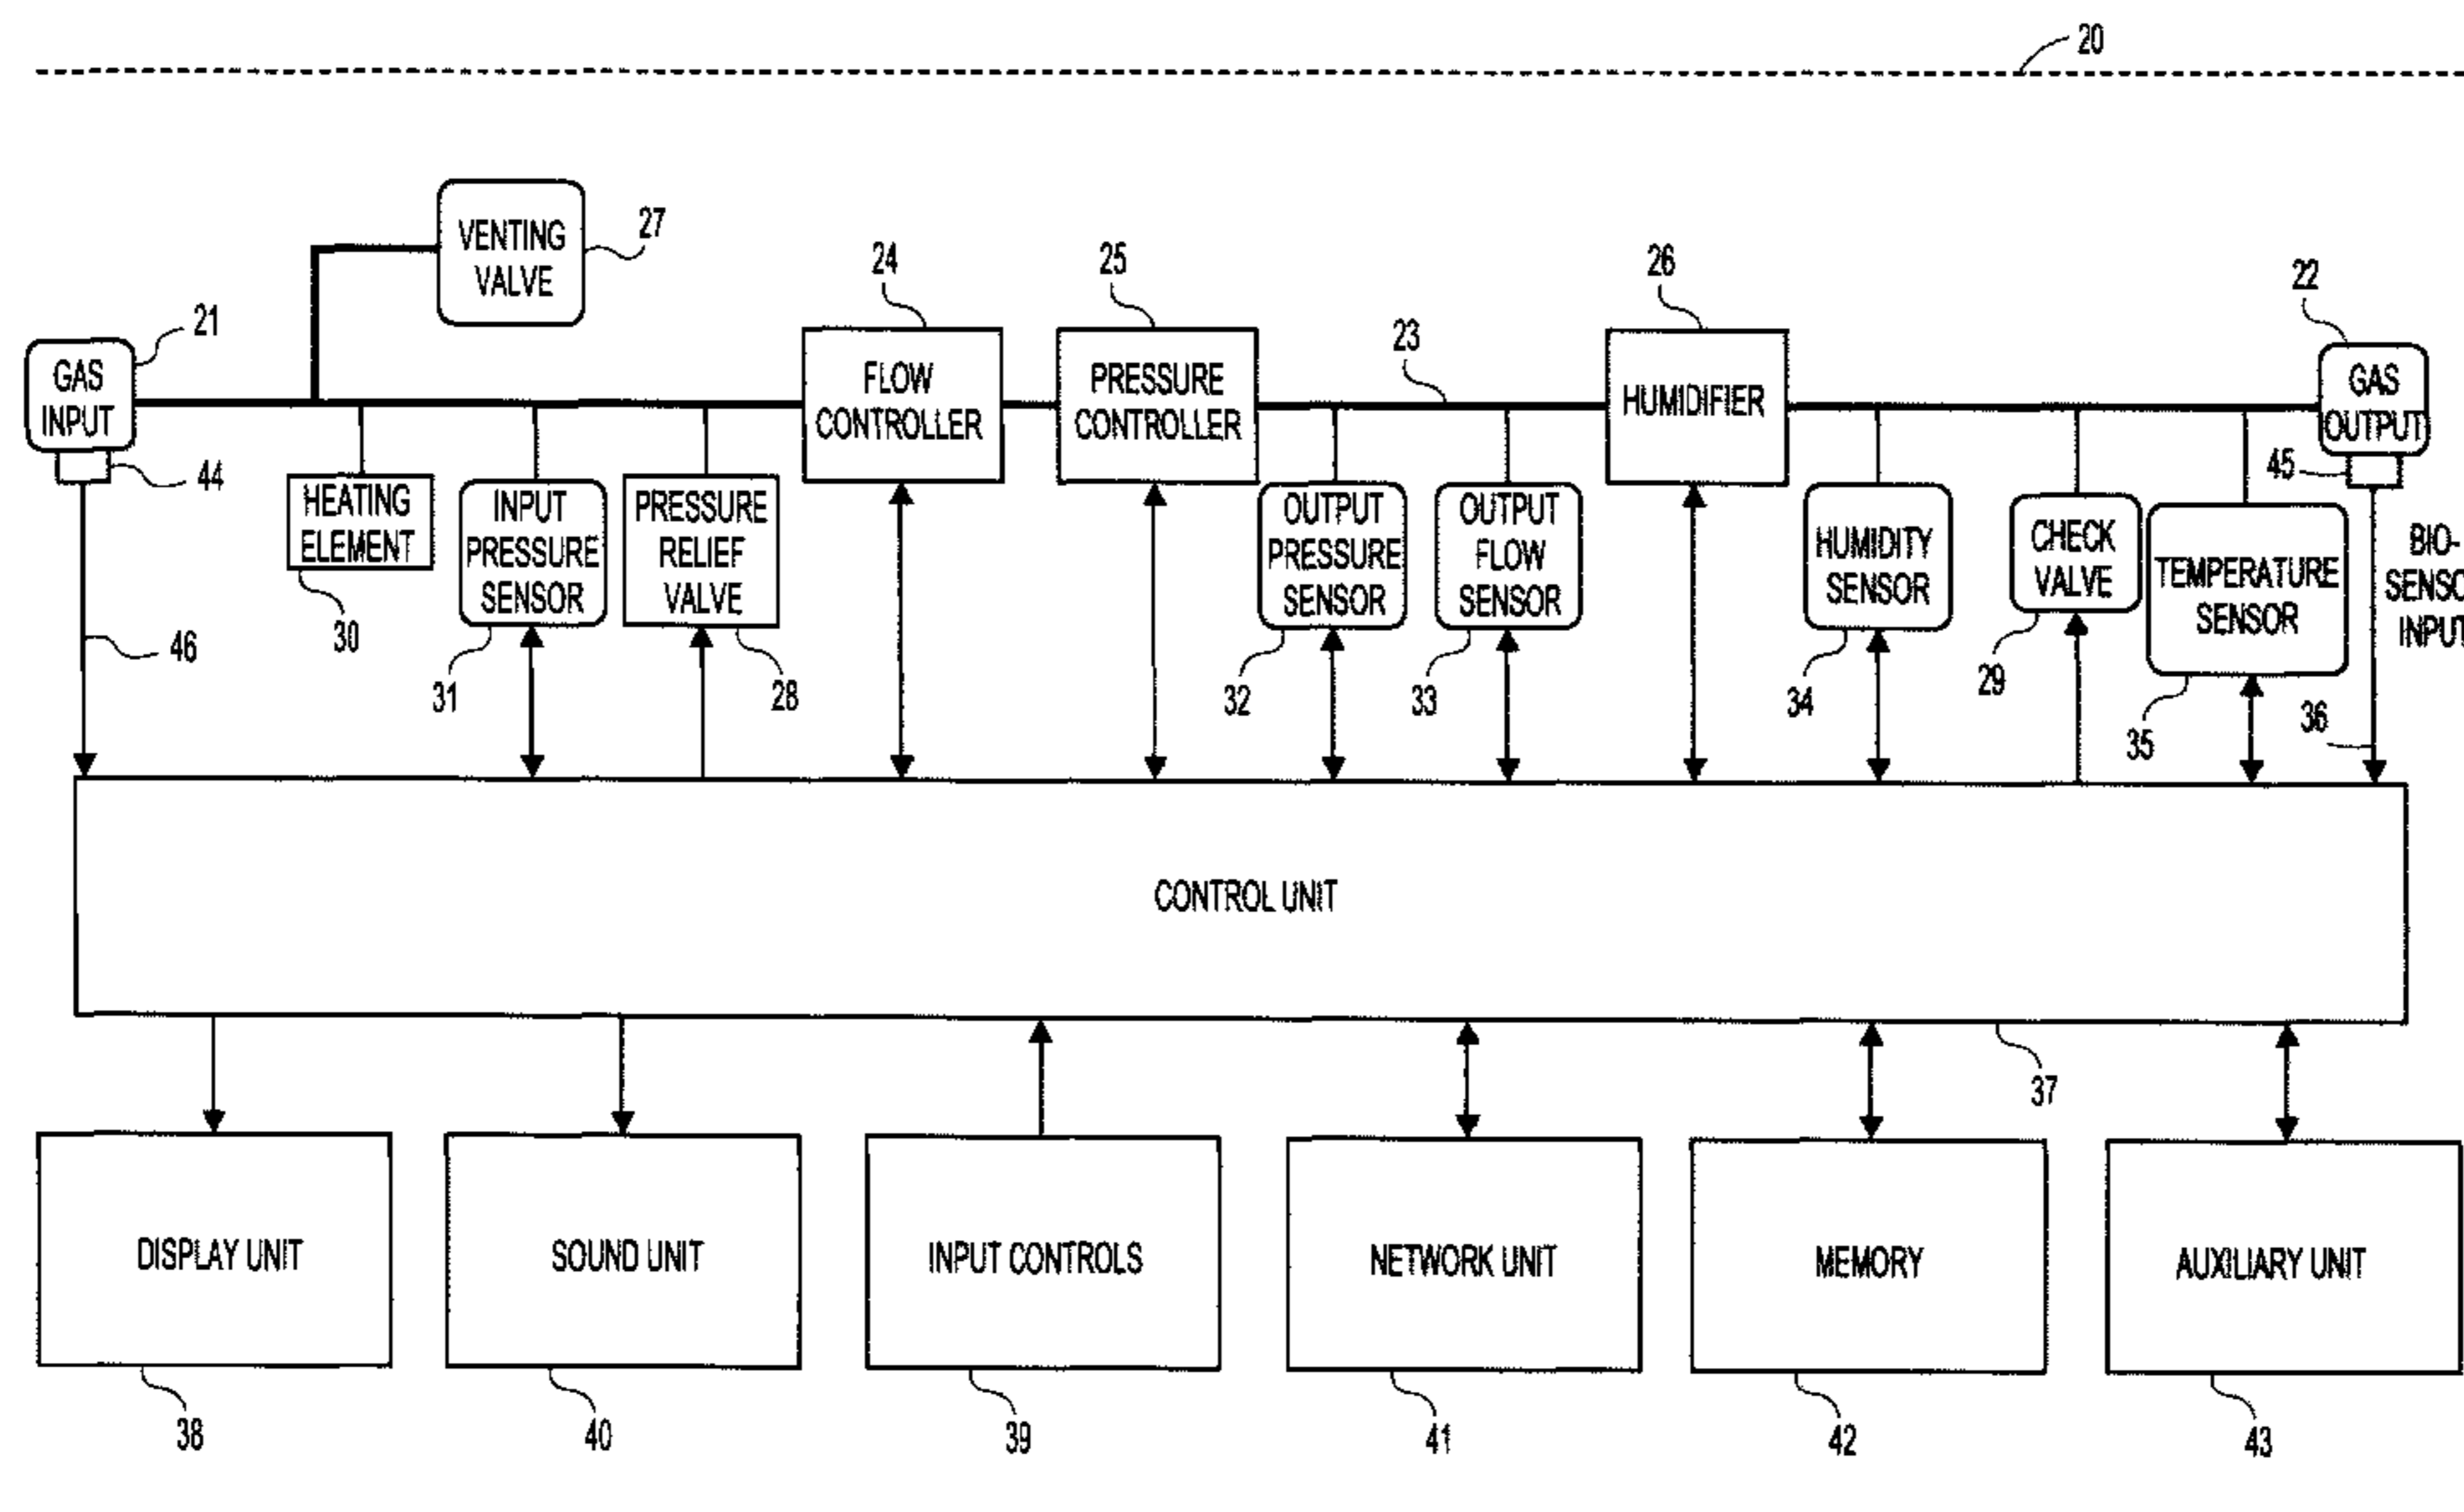 20
VENTING
VALVE
27
24
25
26
22
21
23
GAS
INPUT
FLOW
CONTROLLER
PRESSURE
CONTROLLER
HUMIDIFIER
GAS
OUTPUT
44
45
HEATING
ELEMENT
INPUT
PRESSURE
SENSOR
PRESSURE
RELIEF
VALVE
OUTPUT
PRESSURE
SENSOR
OUTPUT
FLOW
SENSOR
HUMIDITY
SENSOR
CHECK
VALVE
TEMPERATURE
SENSOR
BIO-
SENSO
INPUT
46
30
31
28
32
33
34
29
35
36
CONTROL UNIT
37
DISPLAY UNIT
SOUND UNIT
INPUT CONTROLS
NETWORK UNIT
MEMORY
AUXILIARY UNIT
38
40
39
41
42
43